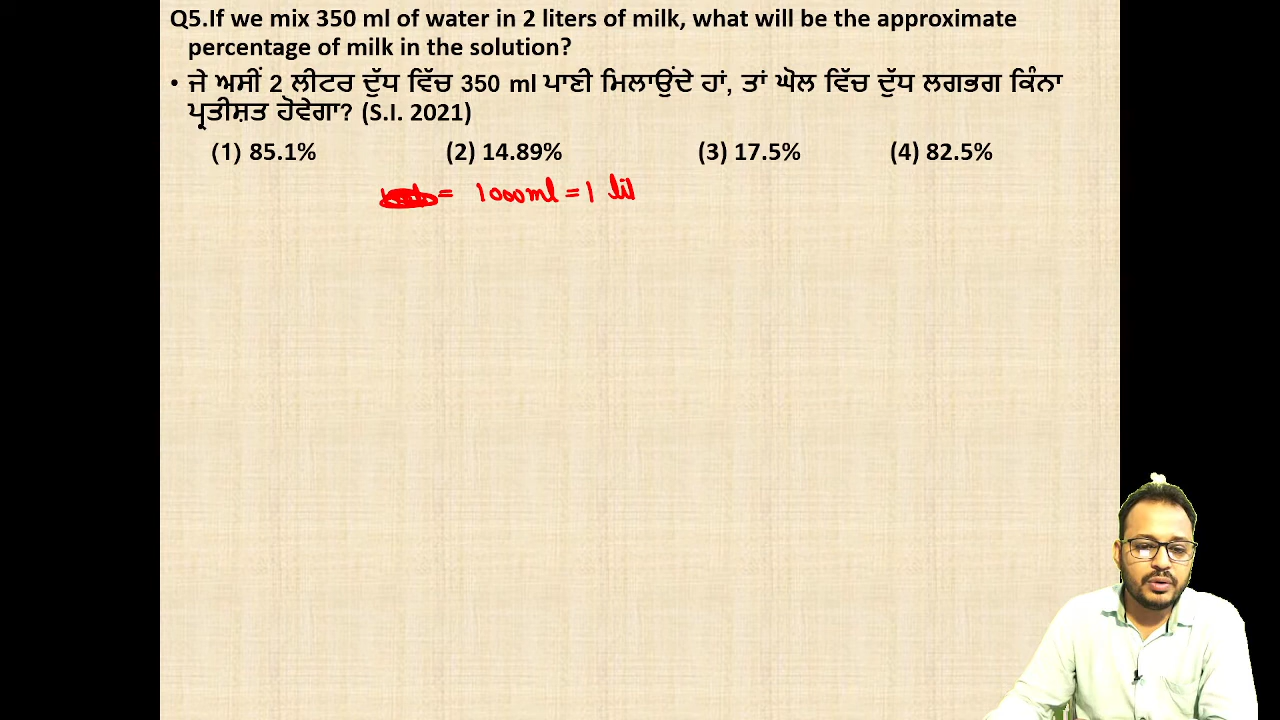 Q5.If we mix 350 ml of water in 2 liters of milk, what will be the approximate
percentage of milk in the solution?
• ਜੇ ਅਸੀਂ 2 ਲੀਟਰ ਦੁੱਧ ਵਿੱਚ 350 ml ਪਾਣੀ ਮਿਲਾਉਂਦੇ ਹਾਂ, ਤਾਂ ਘੋਲ ਵਿੱਚ ਦੁੱਧ ਲਗਭਗ ਕਿੰਨਾ
ਪ੍ਰਤੀਸ਼ਤ ਹੋਵੇਗਾ? (S.I. 2021)
(1) 85.1% (2) 14.89% (3) 17.5% (4) 82.5%
= 1000ml = 1 lit